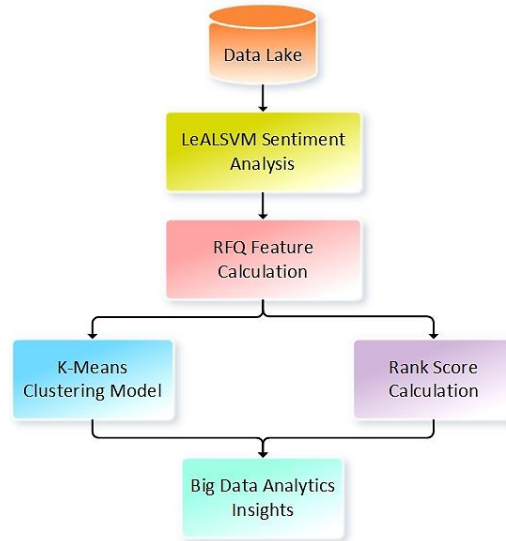 Data Lake
LeALSVM Sentiment
Analysis
RFQ Feature
Calculation
K-Means
Clustering Model
Rank Score
Calculation
Big Data Analytics
Insights